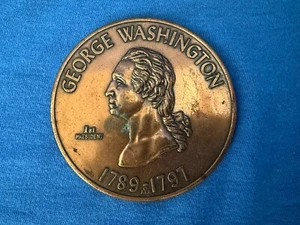 GEORGE WASHINGTON
1st
PRESIDENT
1789-1797